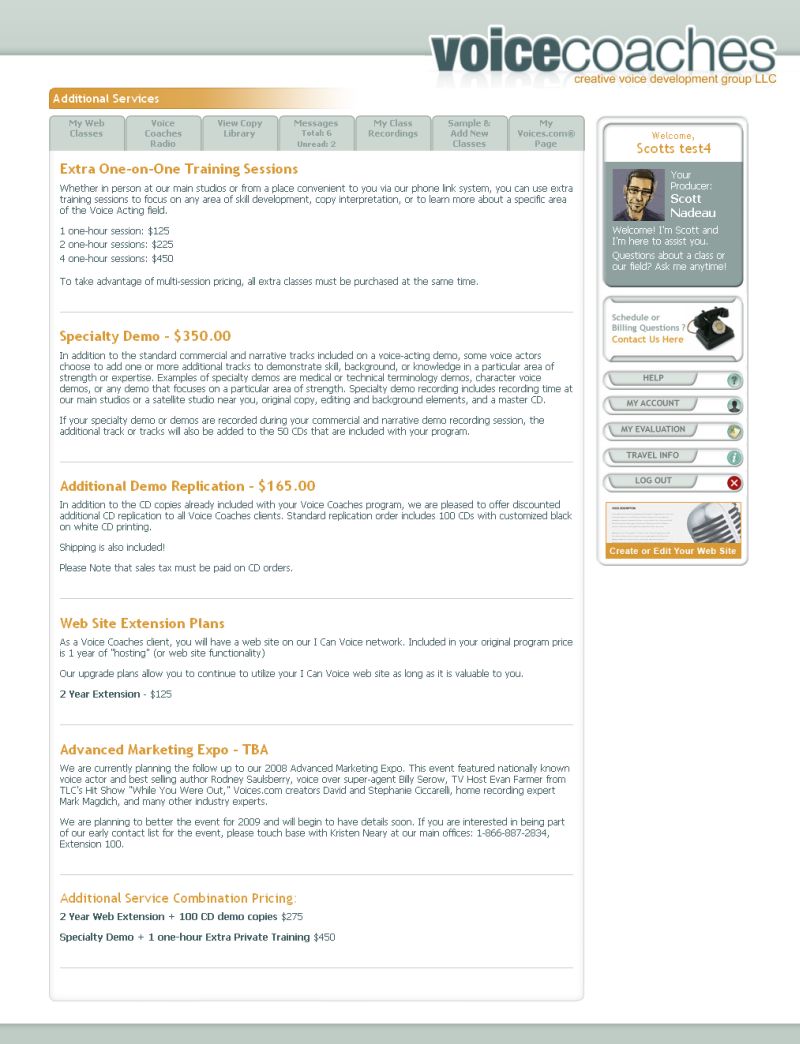 voicecoaches
creative voice development group LLC
Additional Services
My Web
Classes
Voice
Coaches
Radio
View Copy
Library
Messages
Total: 6
Unread: 2
My Class
Recordings
Sample &
Add New
Classes
My
Voices.com®
Page
Extra One-on-One Training Sessions
Whether in person at our main studios or from a place convenient to you via our phone link system, you can use extra
training sessions to focus on any area of skill development, copy interpretation, or to learn more about a specific area
of the Voice Acting field.
1 one-hour session: $125
2 one-hour sessions: $225
4 one-hour sessions: $450
To take advantage of multi-session pricing, all extra classes must be purchased at the same time.
Specialty Demo - $350.00
In addition to the standard commercial and narrative tracks included on a voice-acting demo, some voice actors
choose to add one or more additional tracks to demonstrate skill, background, or knowledge in a particular area of
strength or expertise. Examples of specialty demos are medical or technical terminology demos, character voice
demos, or any demo that focuses on a particular area of strength. Specialty demo recording includes recording time at
our main studios or a satellite studio near you, original copy, editing and background elements, and a master CD.
If your specialty demo or demos are recorded during your commercial and narrative demo recording session, the
additional track or tracks will also be added to the 50 CDs that are included with your program.
Additional Demo Replication - $165.00
In addition to the CD copies already included with your Voice Coaches program, we are pleased to offer discounted
additional CD replication to all Voice Coaches clients. Standard replication order includes 100 CDs with customized black
on white CD printing.
Shipping is also included!
Please Note that sales tax must be paid on CD orders.
Web Site Extension Plans
As a Voice Coaches client, you will have a web site on our I Can Voice network. Included in your original program price
is 1 year of "hosting" (or web site functionality)
Our upgrade plans allow you to continue to utilize your I Can Voice web site as long as it is valuable to you.
2 Year Extension - $125
Advanced Marketing Expo - TBA
We are currently planning the follow up to our 2008 Advanced Marketing Expo. This event featured nationally known
voice actor and best selling author Rodney Saulsberry, voice over super-agent Billy Serow, TV Host Evan Farmer from
TLC's Hit Show "While You Were Out," Voices.com creators David and Stephanie Ciccarelli, home recording expert
Mark Magdich, and many other industry experts.
We are planning to better the event for 2009 and will begin to have details soon. If you are interested in being part
of our early contact list for the event, please touch base with Kristen Neary at our main offices: 1-866-887-2834,
Extension 100.
Additional Service Combination Pricing:
2 Year Web Extension + 100 CD demo copies $275
Specialty Demo + 1 one-hour Extra Private Training $450
Welcome,
Scotts test4
Your
Producer:
Scott
Nadeau
Welcome! I'm Scott and
I'm here to assist you.
Questions about a class or
our field? Ask me anytime!
Schedule or
Billing Questions ?
Contact Us Here
HELP
MY ACCOUNT
MY EVALUATION
TRAVEL INFO
LOG OUT
Create or Edit Your Web Site